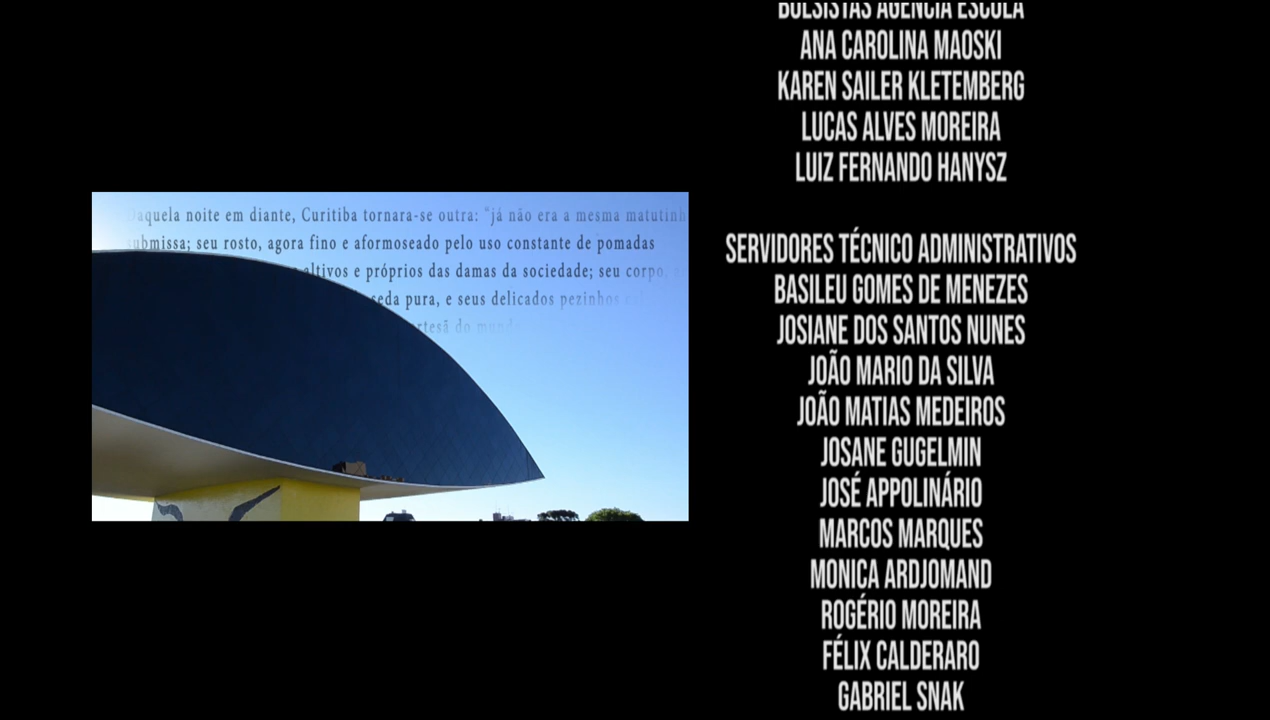 Daquela noite em diante, Curitiba tornara-se outra: “já não era a mesma matutinh
submissa; seu rosto, agora fino e aformoseado pelo uso constante de pomadas
altivos e próprios das damas da sociedade; seu corpo,
seda pura, e seus delicados pezinhos
do
BOLSISTAS AGÊNCIA ESCOLA
ANA CAROLINA MAOSKI
KAREN SAILER KLETEMBERG
LUCAS ALVES MOREIRA
LUIZ FERNANDO HANYSZ
SERVIDORES TÉCNICO ADMINISTRATIVOS
BASILEU GOMES DE MENEZES
JOSIANE DOS SANTOS NUNES
JOÃO MARIO DA SILVA
JOÃO MATIAS MEDEIROS
JOSANE GUGELMIN
JOSÉ APPOLINÁRIO
MARCOS MARQUES
MONICA ARDJOMAND
ROGÉRIO MOREIRA
FÉLIX CALDERARO
GABRIEL SNAK